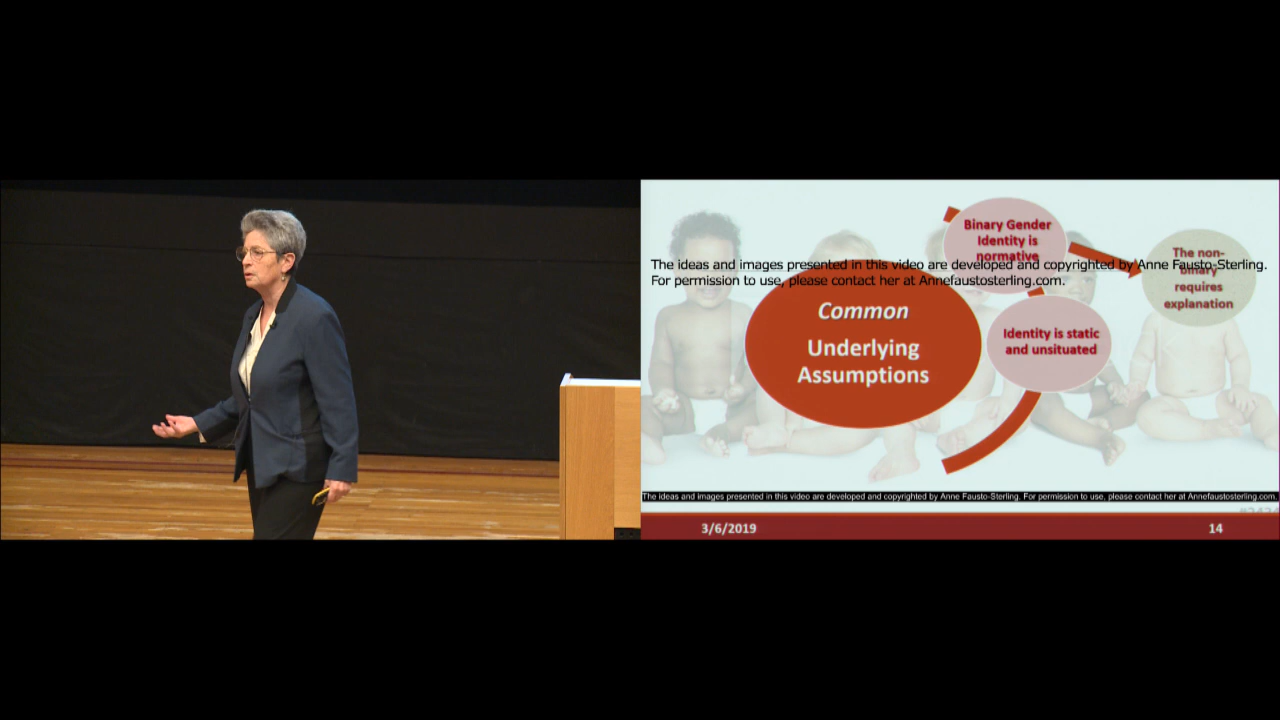 Binary Gender
Identity is
normative
The non-
binary
requires
explanation
The ideas and images presented in this video are developed and copyrighted by Anne Fausto-Sterling.
For permission to use, please contact her at Annefaustosterling.com.
Common
Underlying
Assumptions
Identity is static
and unsituated
The ideas and images presented in this video are developed and copyrighted by Anne Fausto-Sterling. For permission to use, please contact her at Annefaustosterling.com.
3/6/2019
14